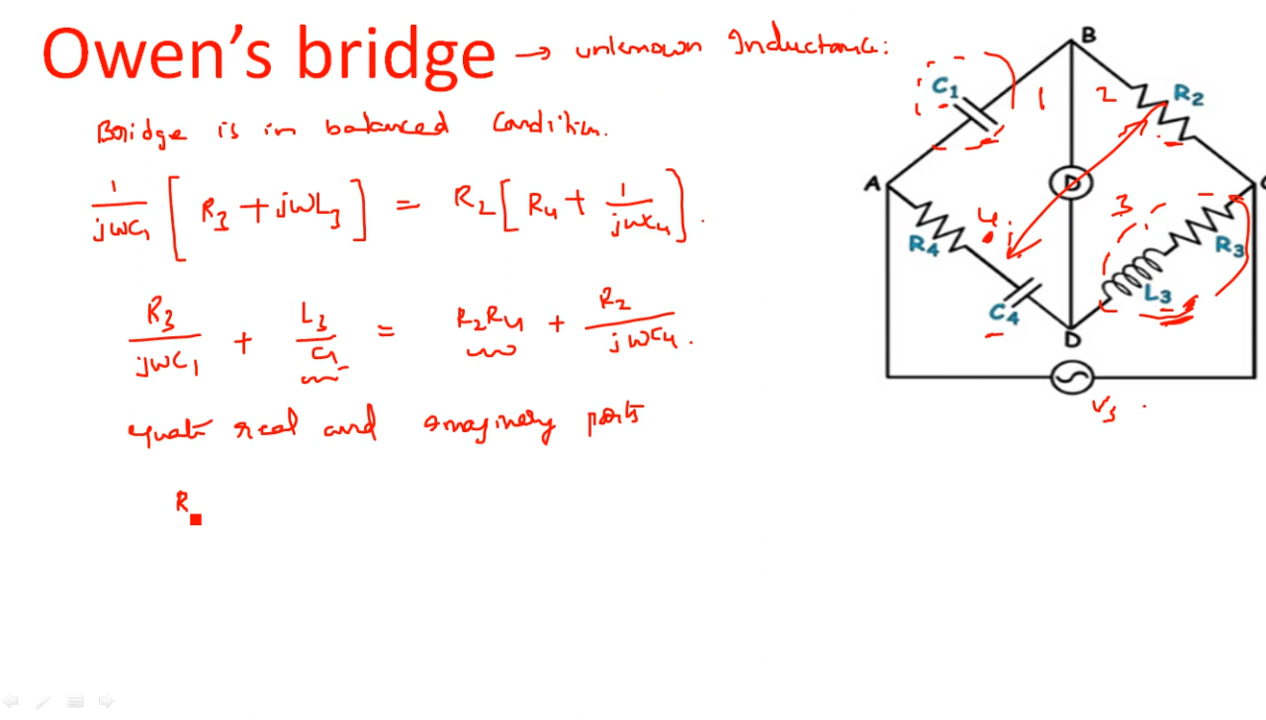 Owen's bridge → unknown Inductance:
Bridge is in balanced Condition.
1/jωC1 [ R3 + jωL3 ] = R2 [ R4 + 1/jωC4 ] .
R3/jωC1 + L3/C1 = R2R4 + R2/jωC4 .
equate real and imaginary parts
R
B
C1
1
2
R2
A
D
C
4
3
R4
R3
L3
C4
D
Vs